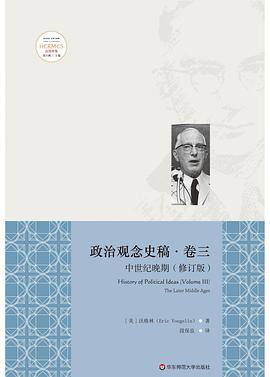 HERMES
政治观念史稿·卷三
中世纪晚期（修订版）
History of Political Ideas (Volume III)
The Later Middle Ages
［美］沃格林（Eric Voegelin） 著
段保良 译
华东师范大学出版社